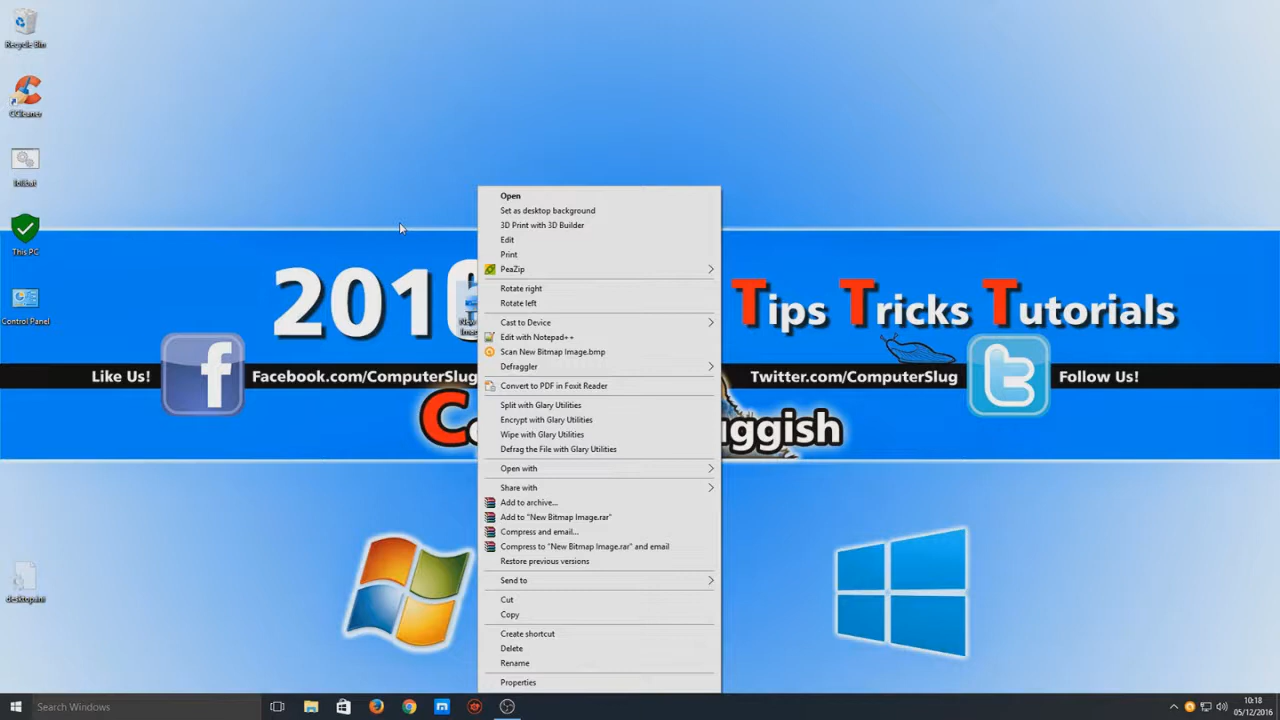 Recycle Bin
CCleaner
This PC
Control Panel
201
Tips Tricks Tutorials
Like Us!
Facebook.com/ComputerSlug
Twitter.com/ComputerSlug
Follow Us!
uggish
New
Open
Set as desktop background
3D Print with 3D Builder
Edit
Print
PeaZip
Rotate right
Rotate left
Cast to Device
Edit with Notepad++
Scan New Bitmap Image.bmp
Defraggler
Convert to PDF in Foxit Reader
Split with Glary Utilities
Encrypt with Glary Utilities
Wipe with Glary Utilities
Defrag the File with Glary Utilities
Open with
Share with
Add to archive...
Add to "New Bitmap Image.rar"
Compress and email...
Compress to "New Bitmap Image.rar" and email
Restore previous versions
Send to
Cut
Copy
Create shortcut
Delete
Rename
Properties
Search Windows
10:18
05/12/2016